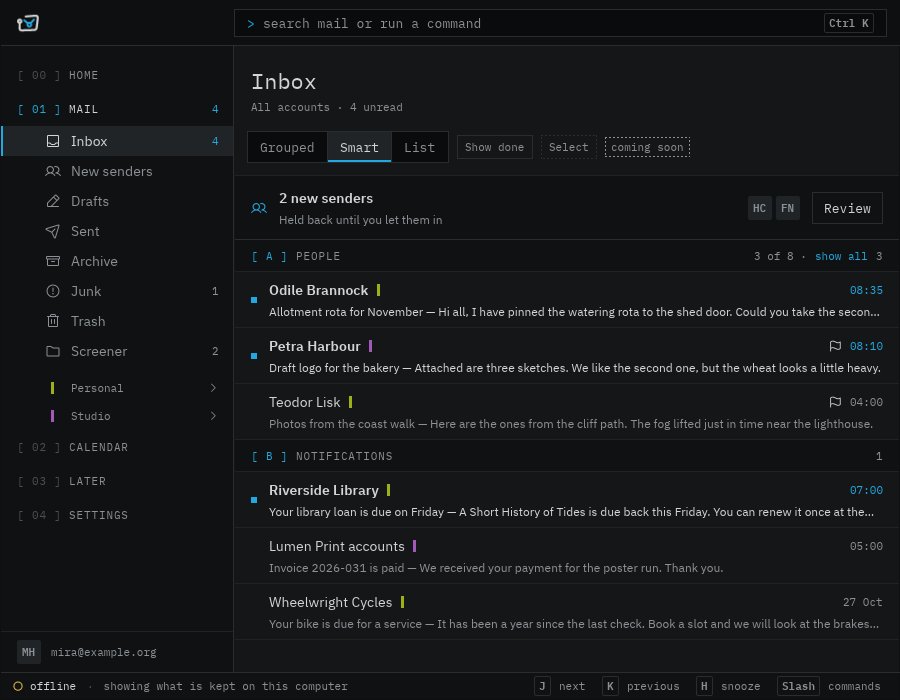 > search mail or run a command Ctrl K
[ 00 ] HOME
[ 01 ] MAIL 4
Inbox 4
New senders
Drafts
Sent
Archive
Junk 1
Trash
Screener 2
Personal
Studio
[ 02 ] CALENDAR
[ 03 ] LATER
[ 04 ] SETTINGS
MH mira@example.org
Inbox
All accounts · 4 unread
Grouped Smart List Show done Select coming soon
2 new senders
Held back until you let them in
HC FN Review
[ A ] PEOPLE 3 of 8 · show all 3
Odile Brannock 08:35
Allotment rota for November — Hi all, I have pinned the watering rota to the shed door. Could you take the secon…
Petra Harbour 08:10
Draft logo for the bakery — Attached are three sketches. We like the second one, but the wheat looks a little heavy.
Teodor Lisk 04:00
Photos from the coast walk — Here are the ones from the cliff path. The fog lifted just in time near the lighthouse.
[ B ] NOTIFICATIONS 1
Riverside Library 07:00
Your library loan is due on Friday — A Short History of Tides is due back this Friday. You can renew it once at the…
Lumen Print accounts 05:00
Invoice 2026-031 is paid — We received your payment for the poster run. Thank you.
Wheelwright Cycles 27 Oct
Your bike is due for a service — It has been a year since the last check. Book a slot and we will look at the brakes…
offline · showing what is kept on this computer J next K previous H snooze Slash commands